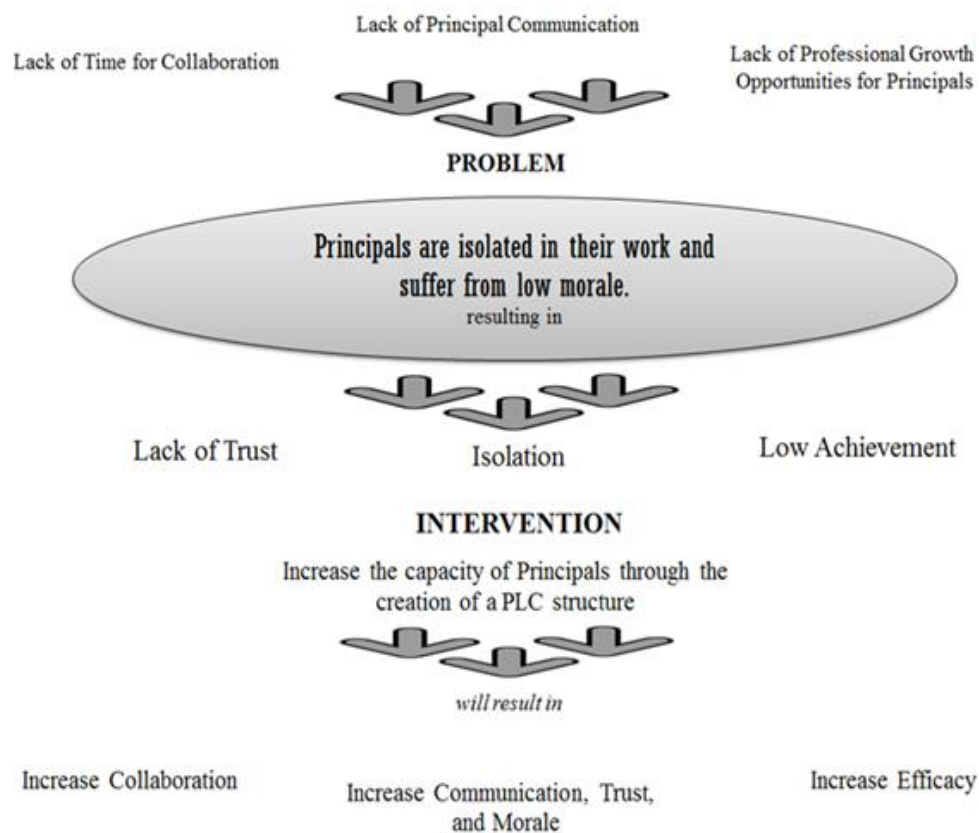 Lack of Principal Communication
Lack of Time for Collaboration
Lack of Professional Growth
Opportunities for Principals
PROBLEM
Principals are isolated in their work and
suffer from low morale.
resulting in
Lack of Trust
Isolation
Low Achievement
INTERVENTION
Increase the capacity of Principals through the
creation of a PLC structure
will result in
Increase Collaboration
Increase Communication, Trust,
and Morale
Increase Efficacy